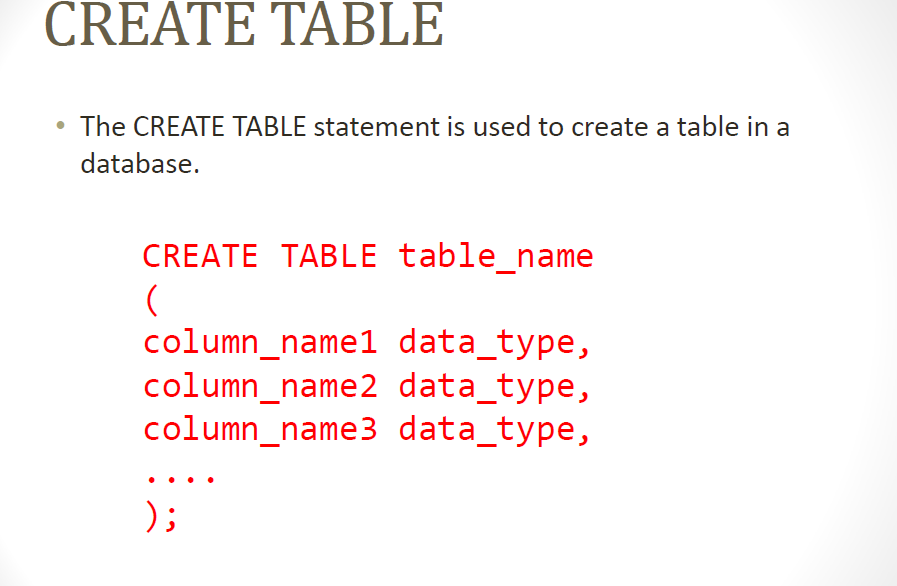 CREATE TABLE
• The CREATE TABLE statement is used to create a table in a
database.
CREATE TABLE table_name
(
column_name1 data_type,
column_name2 data_type,
column_name3 data_type,
....
);